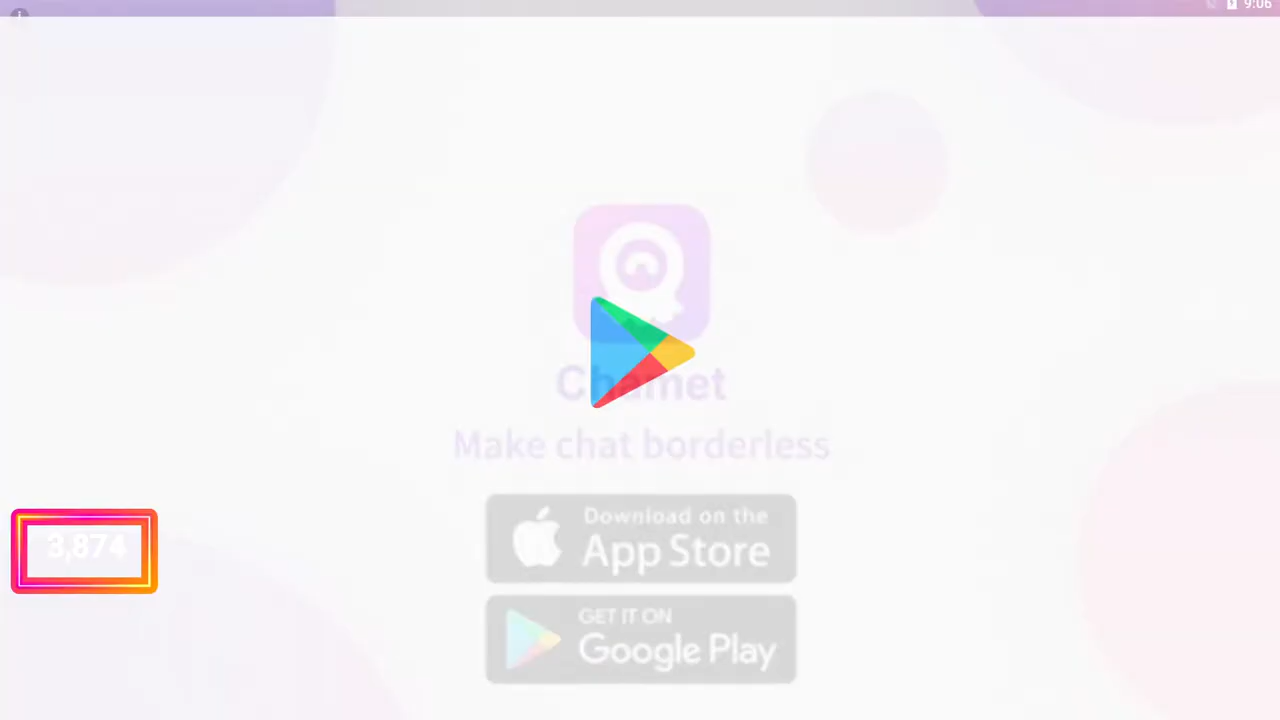 9:06
Chamet
Make chat borderless
Download on the
App Store
3,874
GET IT ON
Google Play